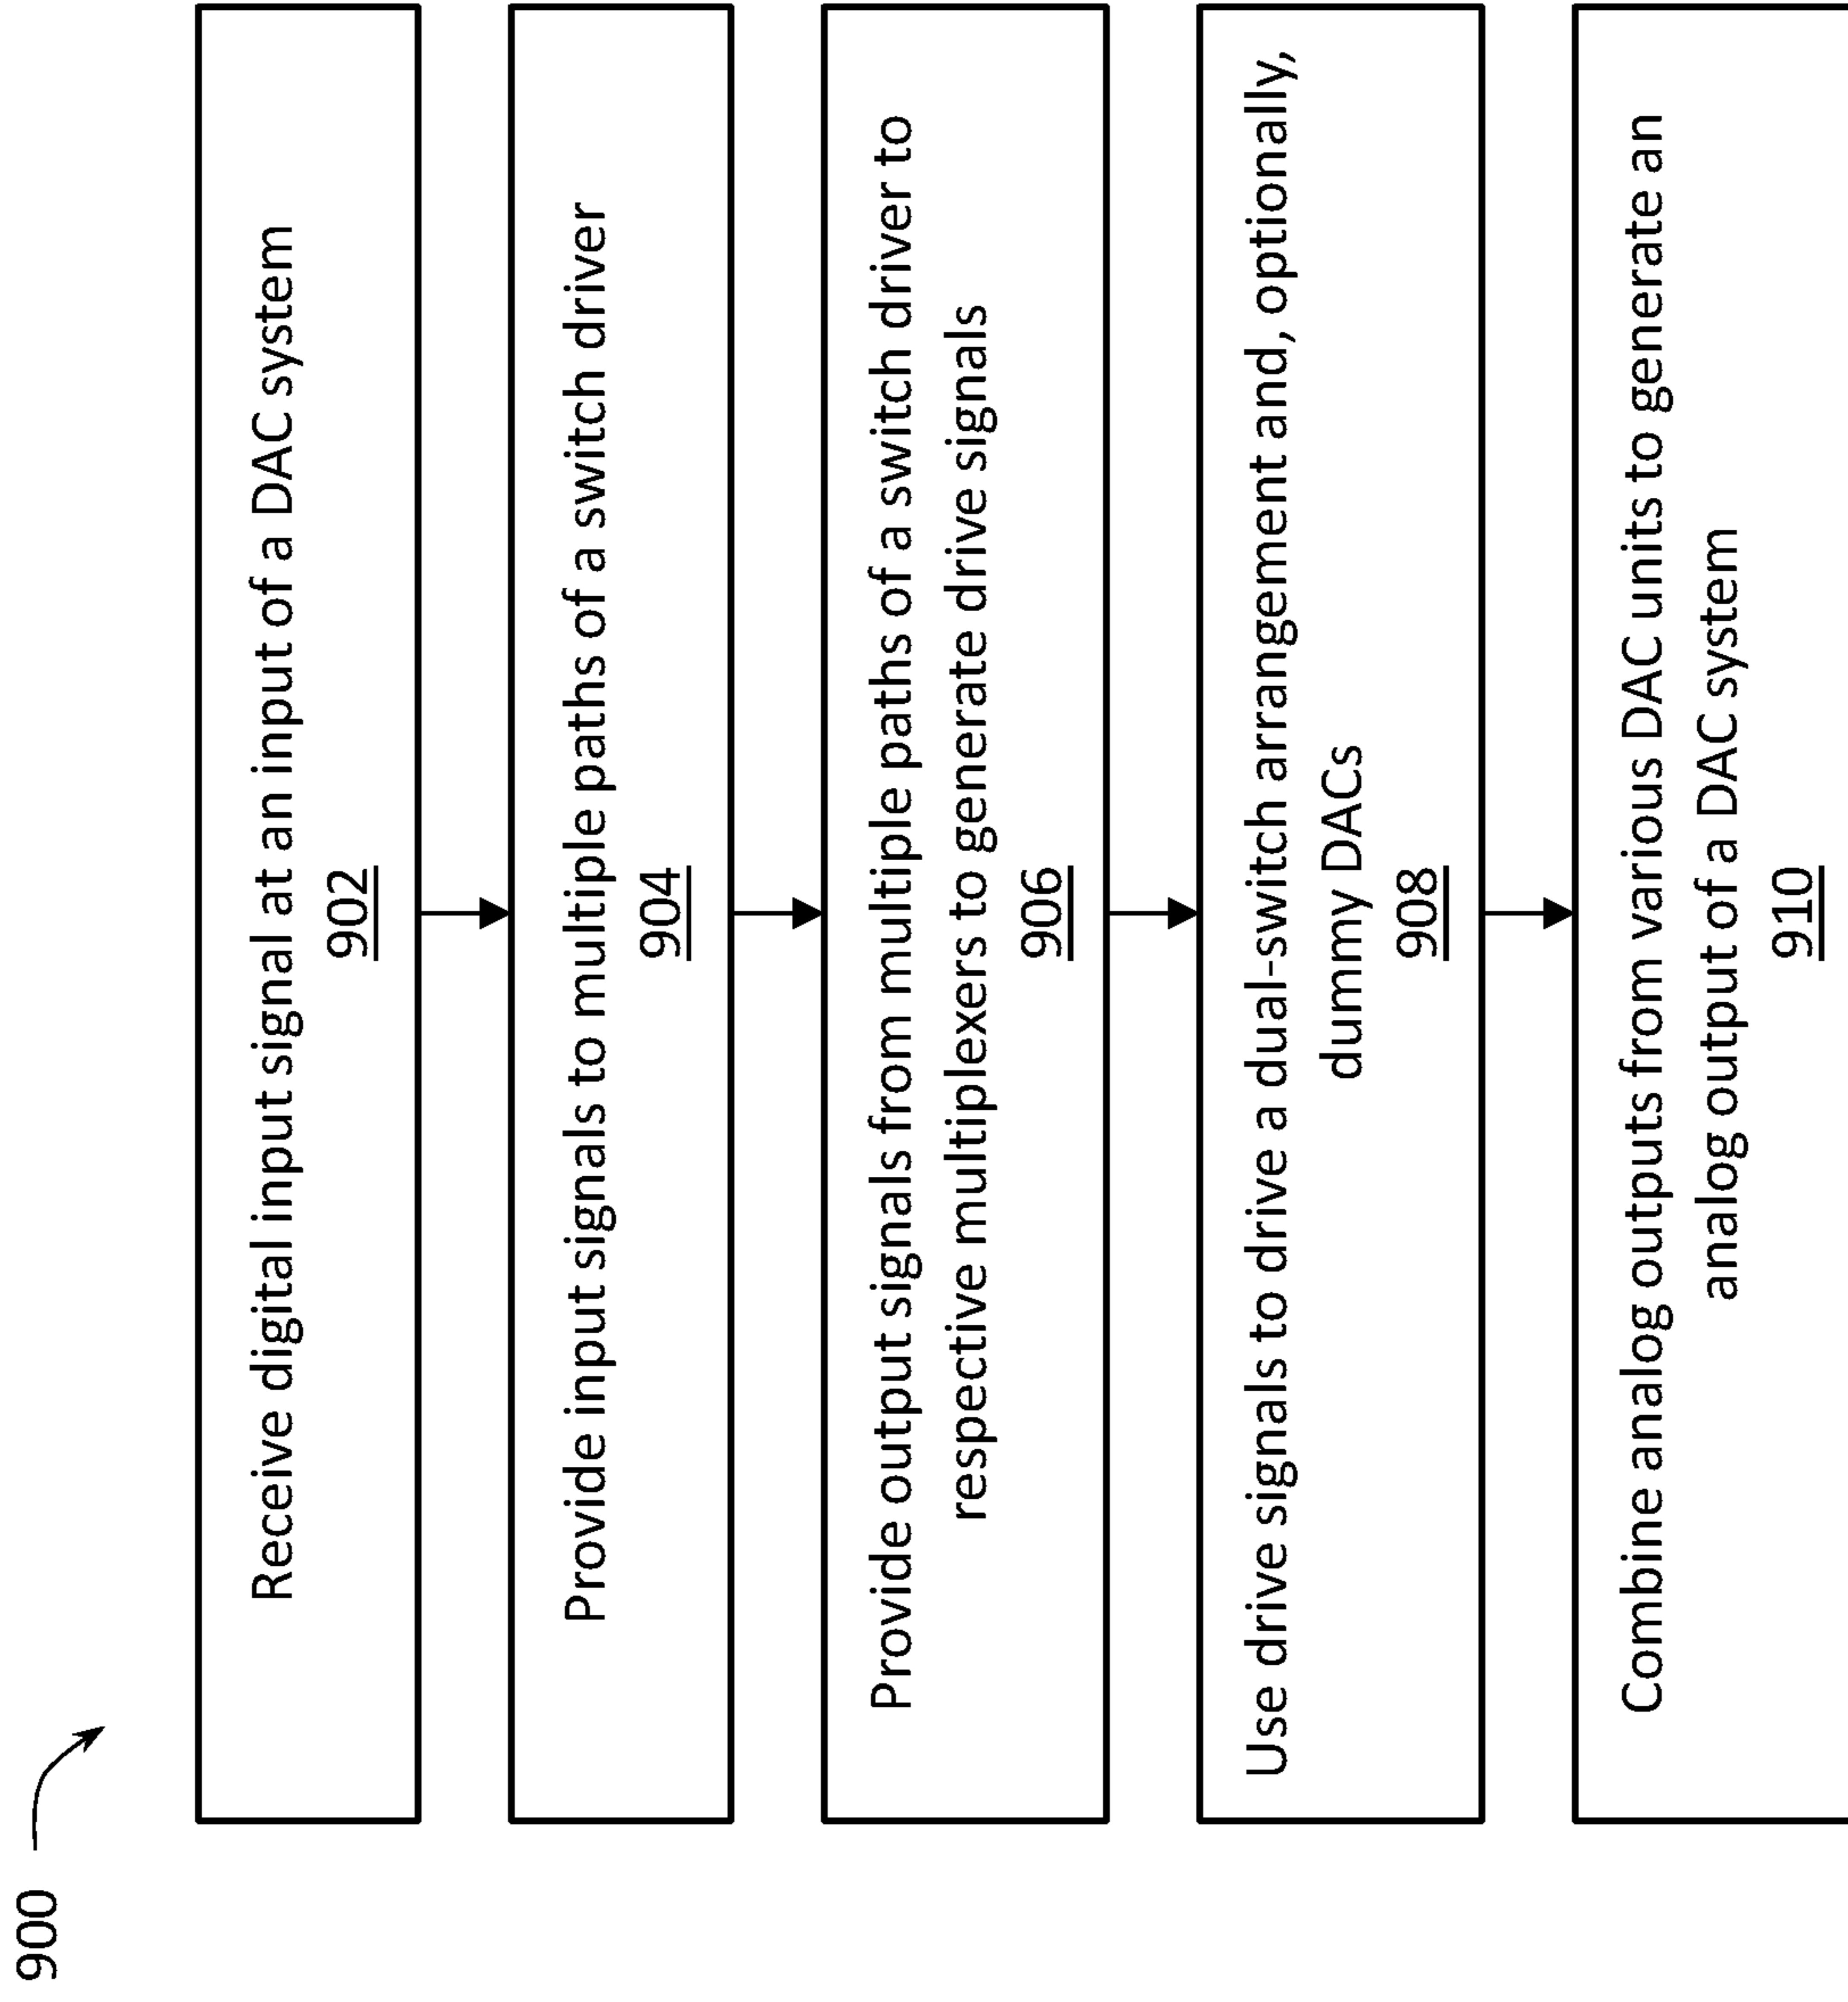 900
Receive digital input signal at an input of a DAC system
902
Provide input signals to multiple paths of a switch driver
904
Provide output signals from multiple paths of a switch driver to
respective multiplexers to generate drive signals
906
Use drive signals to drive a dual-switch arrangement and, optionally,
dummy DACs
908
Combine analog outputs from various DAC units to generate an
analog output of a DAC system
910